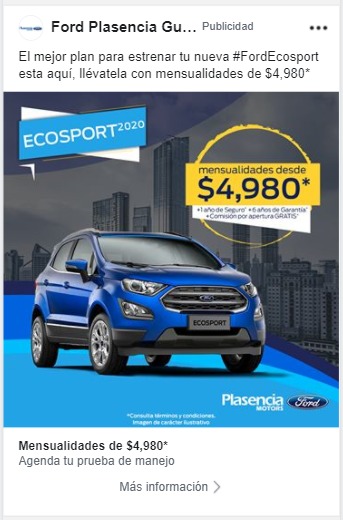 Ford Plasencia Gu... Publicidad
El mejor plan para estrenar tu nueva #FordEcosport
esta aquí, llévatela con mensualidades de $4,980*
ECOSPORT2020
mensualidades desde
$4,980*
+1 año de Seguro* +6 años de Garantía*
+Comisión por apertura GRATIS*
ECOSPORT
Plasencia
MOTORS
Ford
*Consulta términos y condiciones.
Imagen de carácter ilustrativo.
Mensualidades de $4,980*
Agenda tu prueba de manejo
Más información